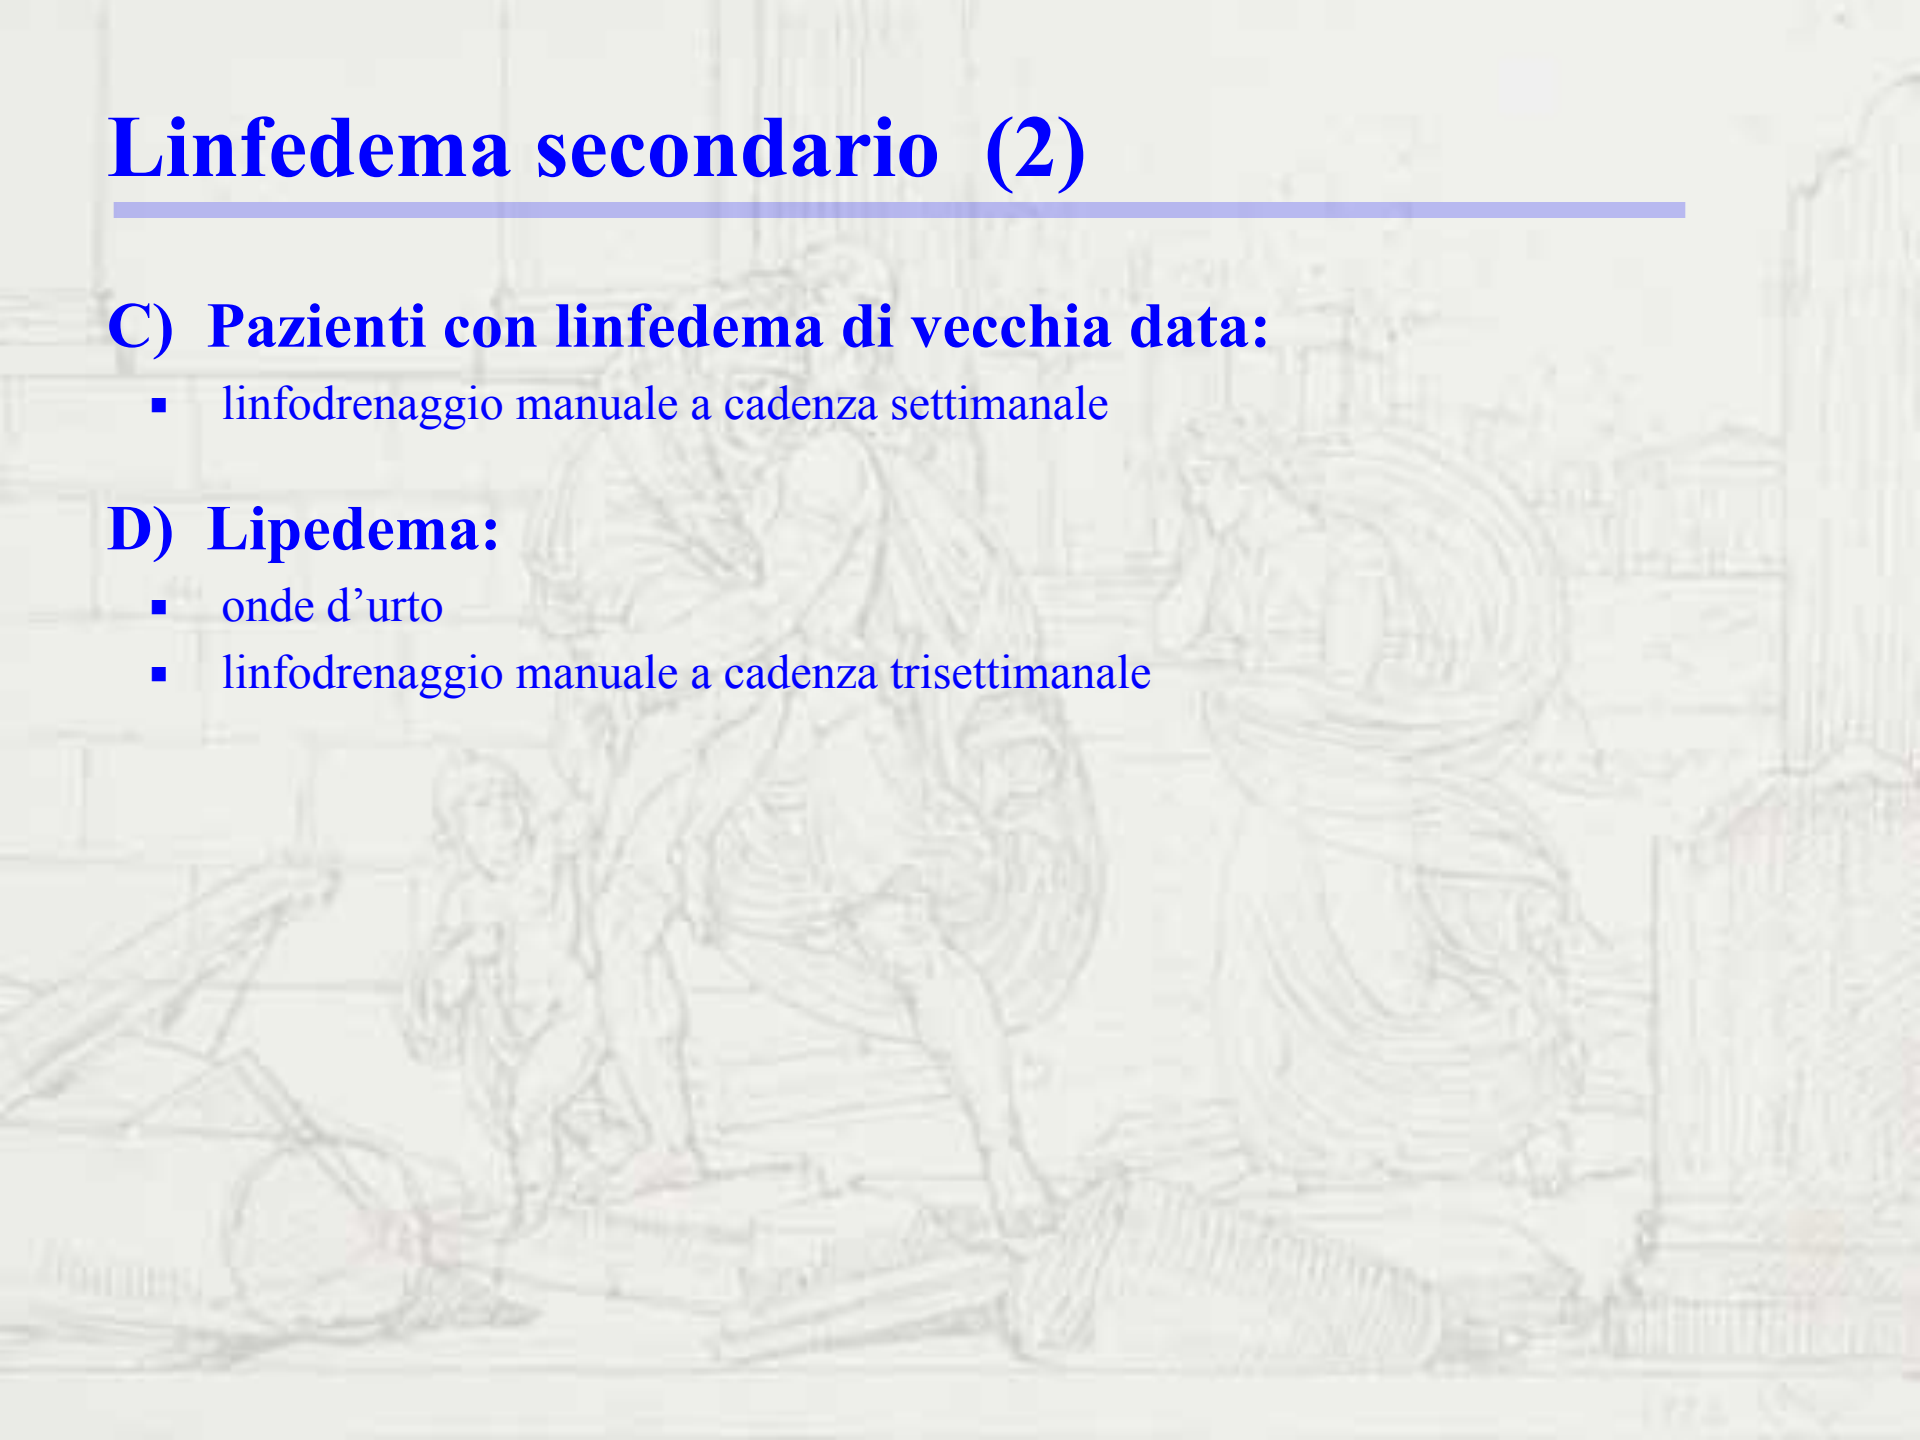 Linfedema secondario (2)
C) Pazienti con linfedema di vecchia data:
▪ linfodrenaggio manuale a cadenza settimanale
D) Lipedema:
▪ onde d’urto
▪ linfodrenaggio manuale a cadenza trisettimanale